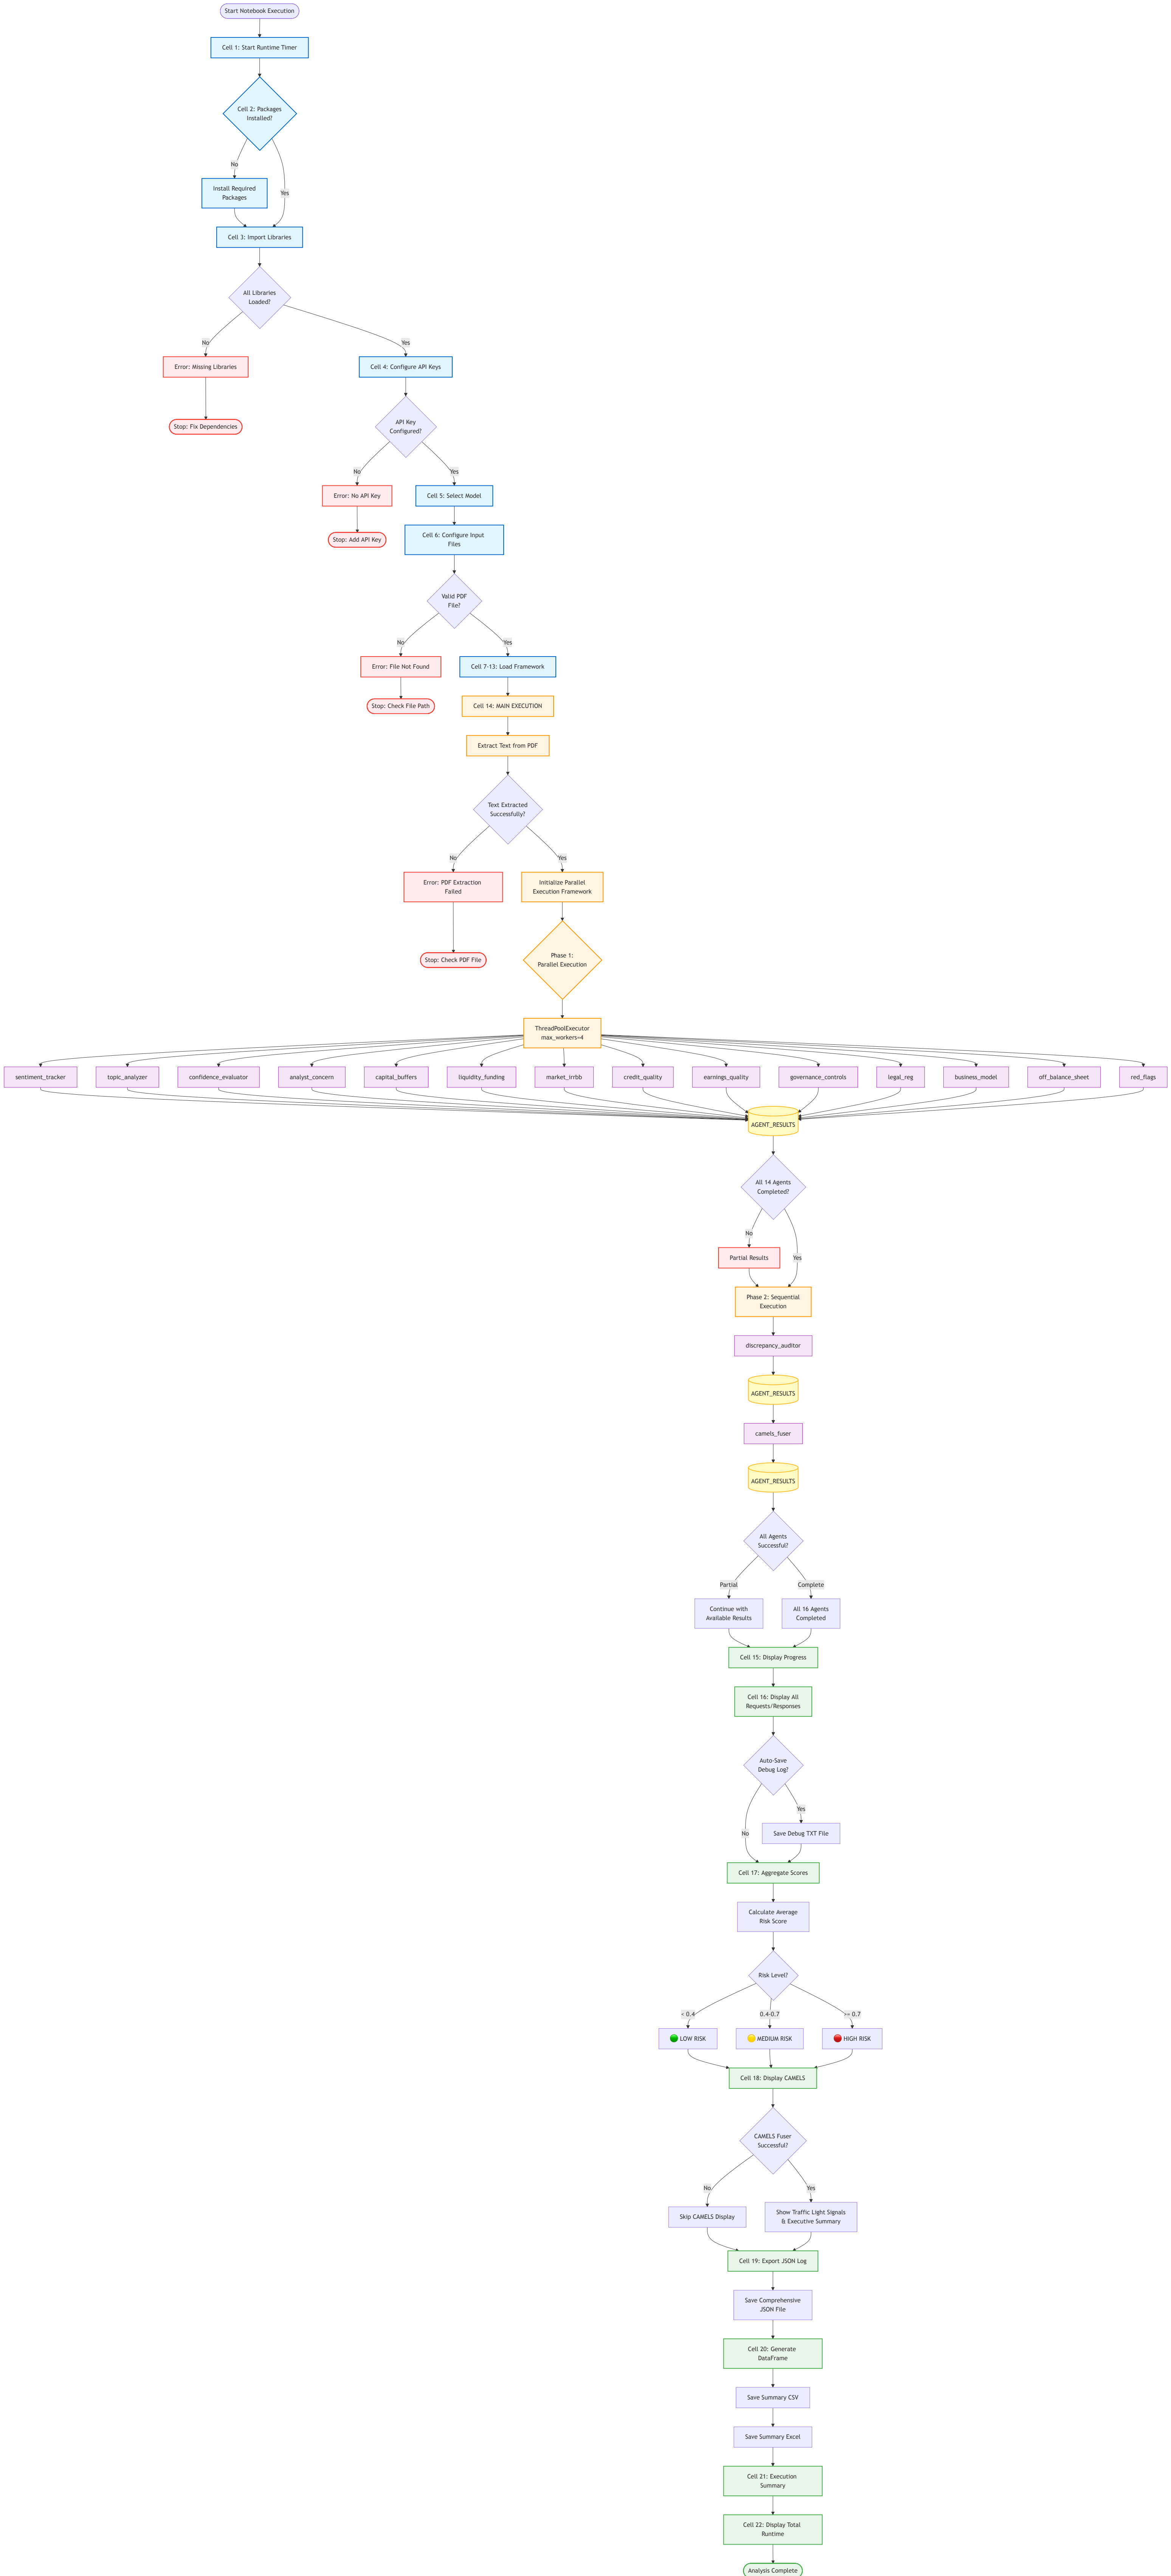 Start Notebook Execution
Cell 1: Start Runtime Timer
Cell 2: Packages
Installed?
No
Yes
Install Required
Packages
Cell 3: Import Libraries
All Libraries
Loaded?
No
Yes
Error: Missing Libraries
Cell 4: Configure API Keys
Stop: Fix Dependencies
API Key
Configured?
No
Yes
Error: No API Key
Cell 5: Select Model
Stop: Add API Key
Cell 6: Configure Input
Files
Valid PDF
File?
No
Yes
Error: File Not Found
Cell 7-13: Load Framework
Stop: Check File Path
Cell 14: MAIN EXECUTION
Extract Text from PDF
Text Extracted
Successfully?
No
Yes
Error: PDF Extraction
Failed
Initialize Parallel
Execution Framework
Stop: Check PDF File
Phase 1:
Parallel Execution
ThreadPoolExecutor
max_workers=4
sentiment_tracker
topic_analyzer
confidence_evaluator
analyst_concern
capital_buffers
liquidity_funding
market_irrbb
credit_quality
earnings_quality
governance_controls
legal_reg
business_model
off_balance_sheet
red_flags
AGENT_RESULTS
All 14 Agents
Completed?
No
Yes
Partial Results
Phase 2: Sequential
Execution
discrepancy_auditor
AGENT_RESULTS
camels_fuser
AGENT_RESULTS
All Agents
Successful?
Partial
Complete
Continue with
Available Results
All 16 Agents
Completed
Cell 15: Display Progress
Cell 16: Display All
Requests/Responses
Auto-Save
Debug Log?
Yes
No
Save Debug TXT File
Cell 17: Aggregate Scores
Calculate Average
Risk Score
Risk Level?
< 0.4
0.4-0.7
>= 0.7
LOW RISK
MEDIUM RISK
HIGH RISK
Cell 18: Display CAMELS
CAMELS Fuser
Successful?
No
Yes
Skip CAMELS Display
Show Traffic Light Signals
& Executive Summary
Cell 19: Export JSON Log
Save Comprehensive
JSON File
Cell 20: Generate
DataFrame
Save Summary CSV
Save Summary Excel
Cell 21: Execution
Summary
Cell 22: Display Total
Runtime
Analysis Complete